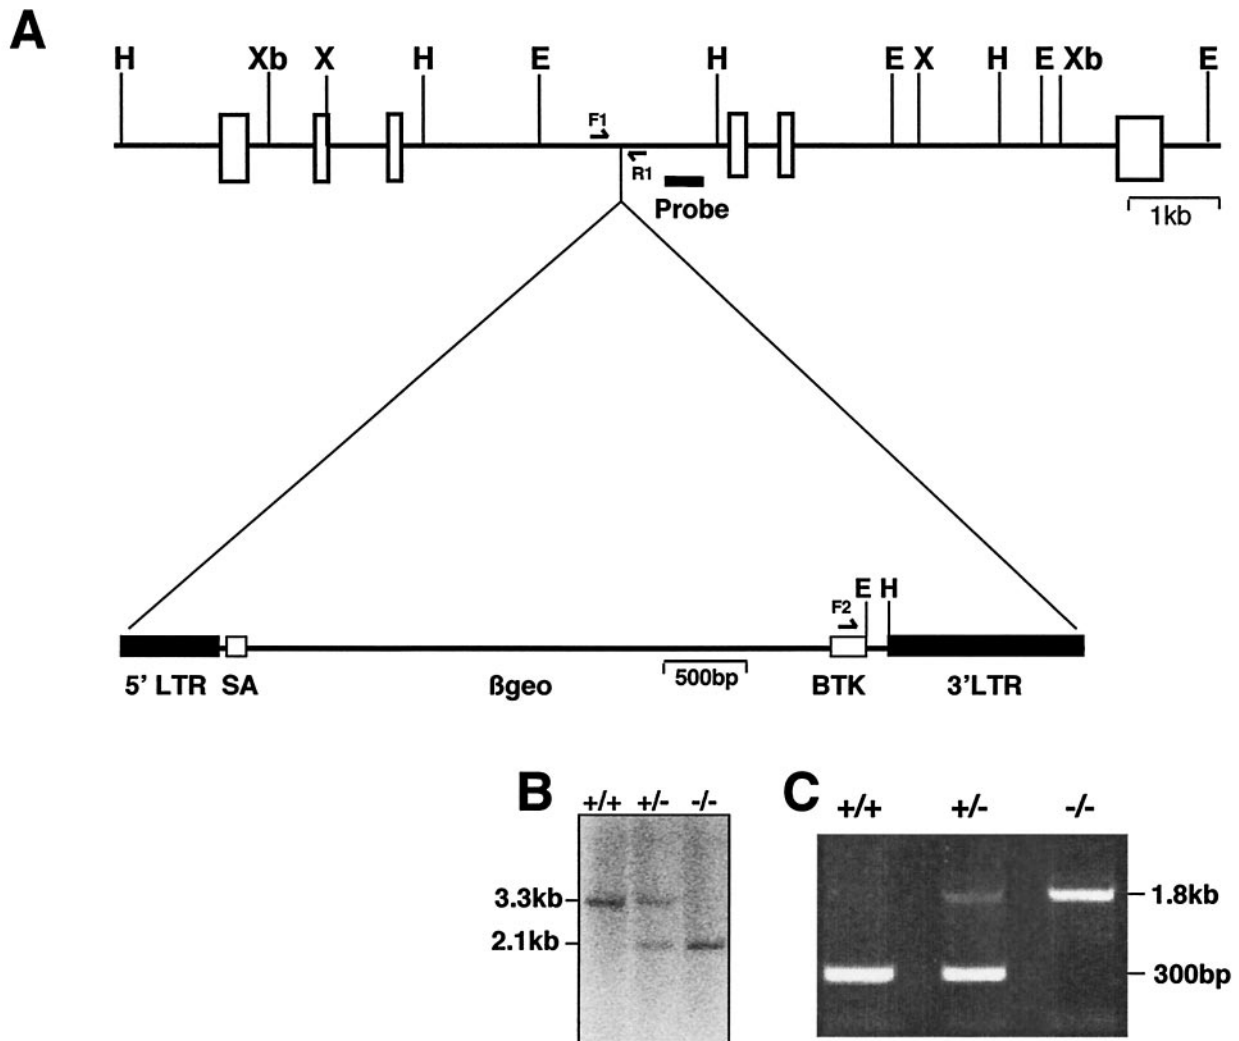 A
H Xb X H E H E X H E Xb E
F1
R1
Probe
1kb
E H
F2
500bp
5' LTR SA ßgeo BTK 3'LTR
B
+/+ +/- -/-
3.3kb
2.1kb
C
+/+ +/- -/-
1.8kb
300bp